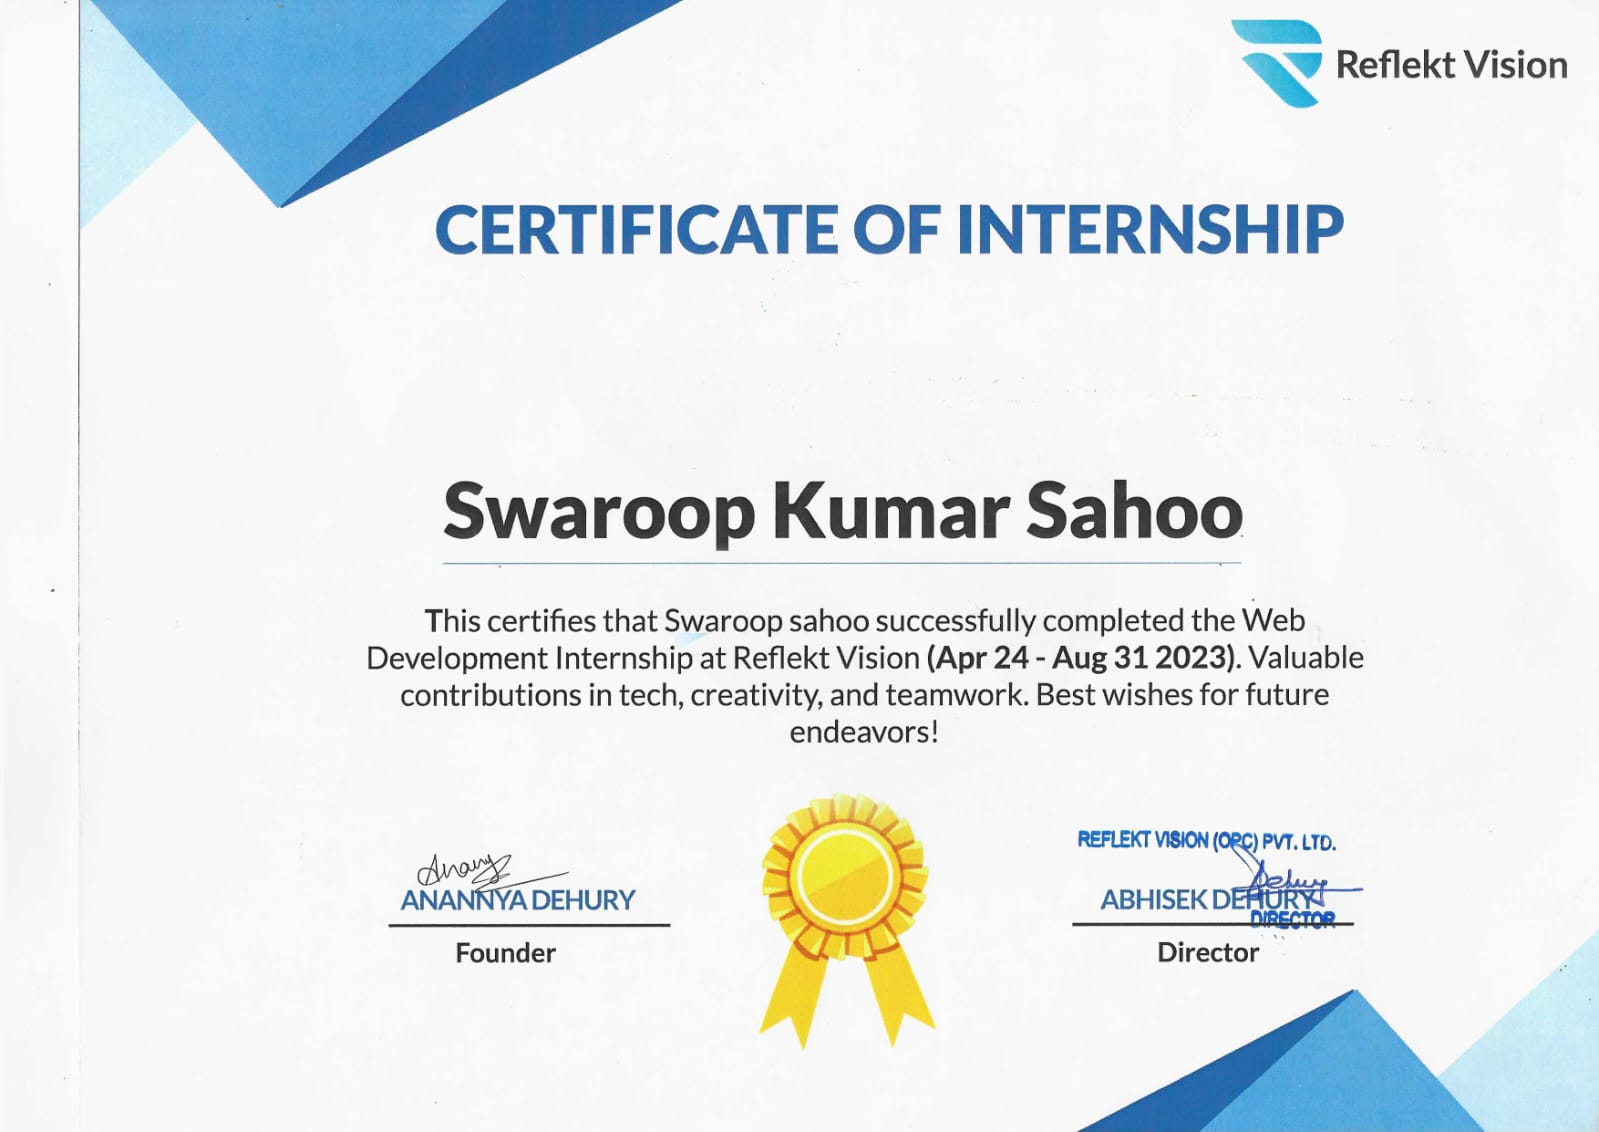 Reflekt Vision
CERTIFICATE OF INTERNSHIP
Swaroop Kumar Sahoo
This certifies that Swaroop sahoo successfully completed the Web
Development Internship at Reflekt Vision (Apr 24 - Aug 31 2023). Valuable
contributions in tech, creativity, and teamwork. Best wishes for future
endeavors!
REFLEKT VISION (OPC) PVT. LTD.
Dehury
ANANNYA DEHURY
ABHISEK DEHURY
DIRECTOR
Founder
Director